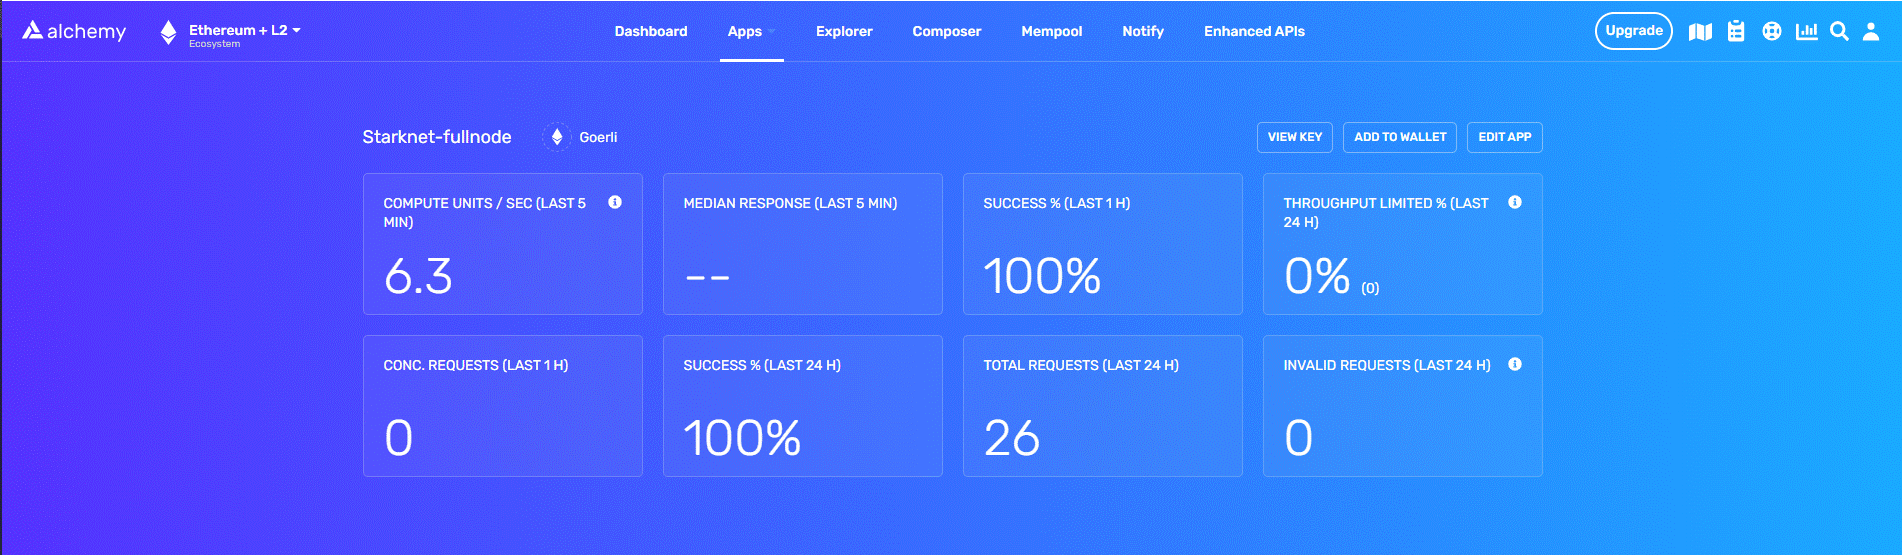 alchemy
Ethereum + L2
Ecosystem
Dashboard
Apps
Explorer
Composer
Mempool
Notify
Enhanced APIs
Upgrade
Starknet-fullnode
Goerli
VIEW KEY
ADD TO WALLET
EDIT APP
COMPUTE UNITS / SEC (LAST 5
MIN)
6.3
MEDIAN RESPONSE (LAST 5 MIN)
--
SUCCESS % (LAST 1 H)
100%
THROUGHPUT LIMITED % (LAST
24 H)
0% (0)
CONC. REQUESTS (LAST 1 H)
0
SUCCESS % (LAST 24 H)
100%
TOTAL REQUESTS (LAST 24 H)
26
INVALID REQUESTS (LAST 24 H)
0